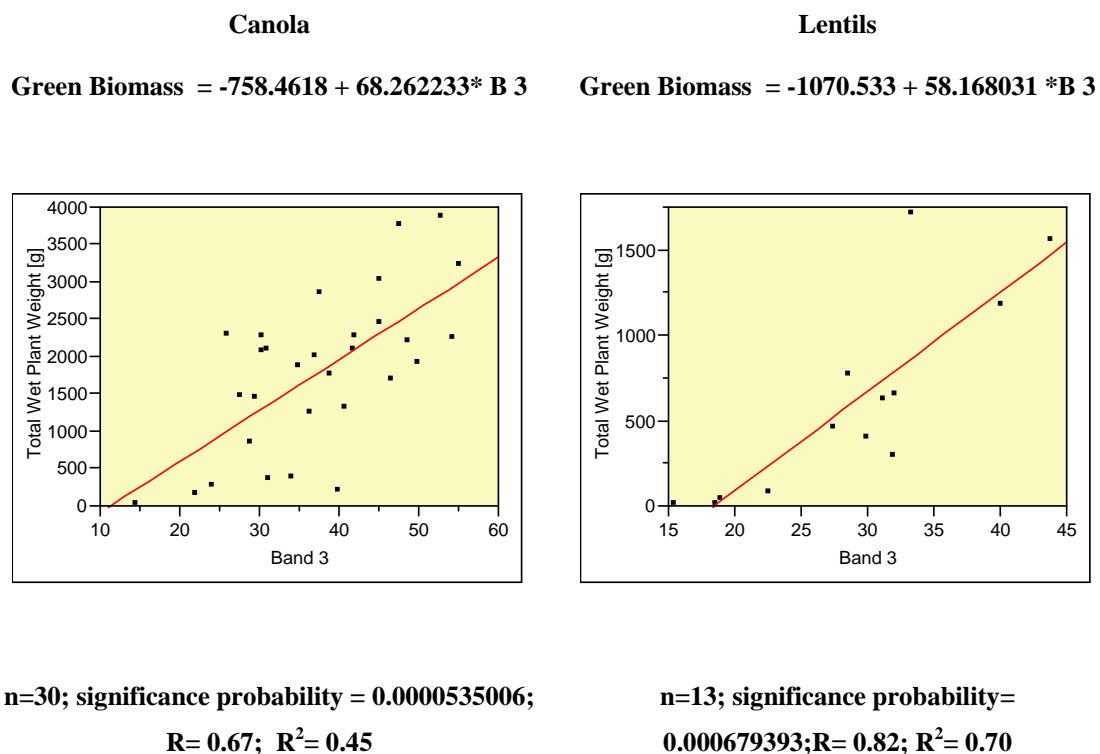 Canola
Green Biomass = -758.4618 + 68.262233* B 3
4000
3500
3000
2500
2000
1500
1000
500
0
Total Wet Plant Weight [g]
10 20 30 40 50 60
Band 3
n=30; significance probability = 0.0000535006;
R= 0.67; R²= 0.45
Lentils
Green Biomass = -1070.533 + 58.168031 *B 3
1500
1000
500
0
Total Wet Plant Weight [g]
15 20 25 30 35 40 45
Band 3
n=13; significance probability=
0.000679393;R= 0.82; R²= 0.70